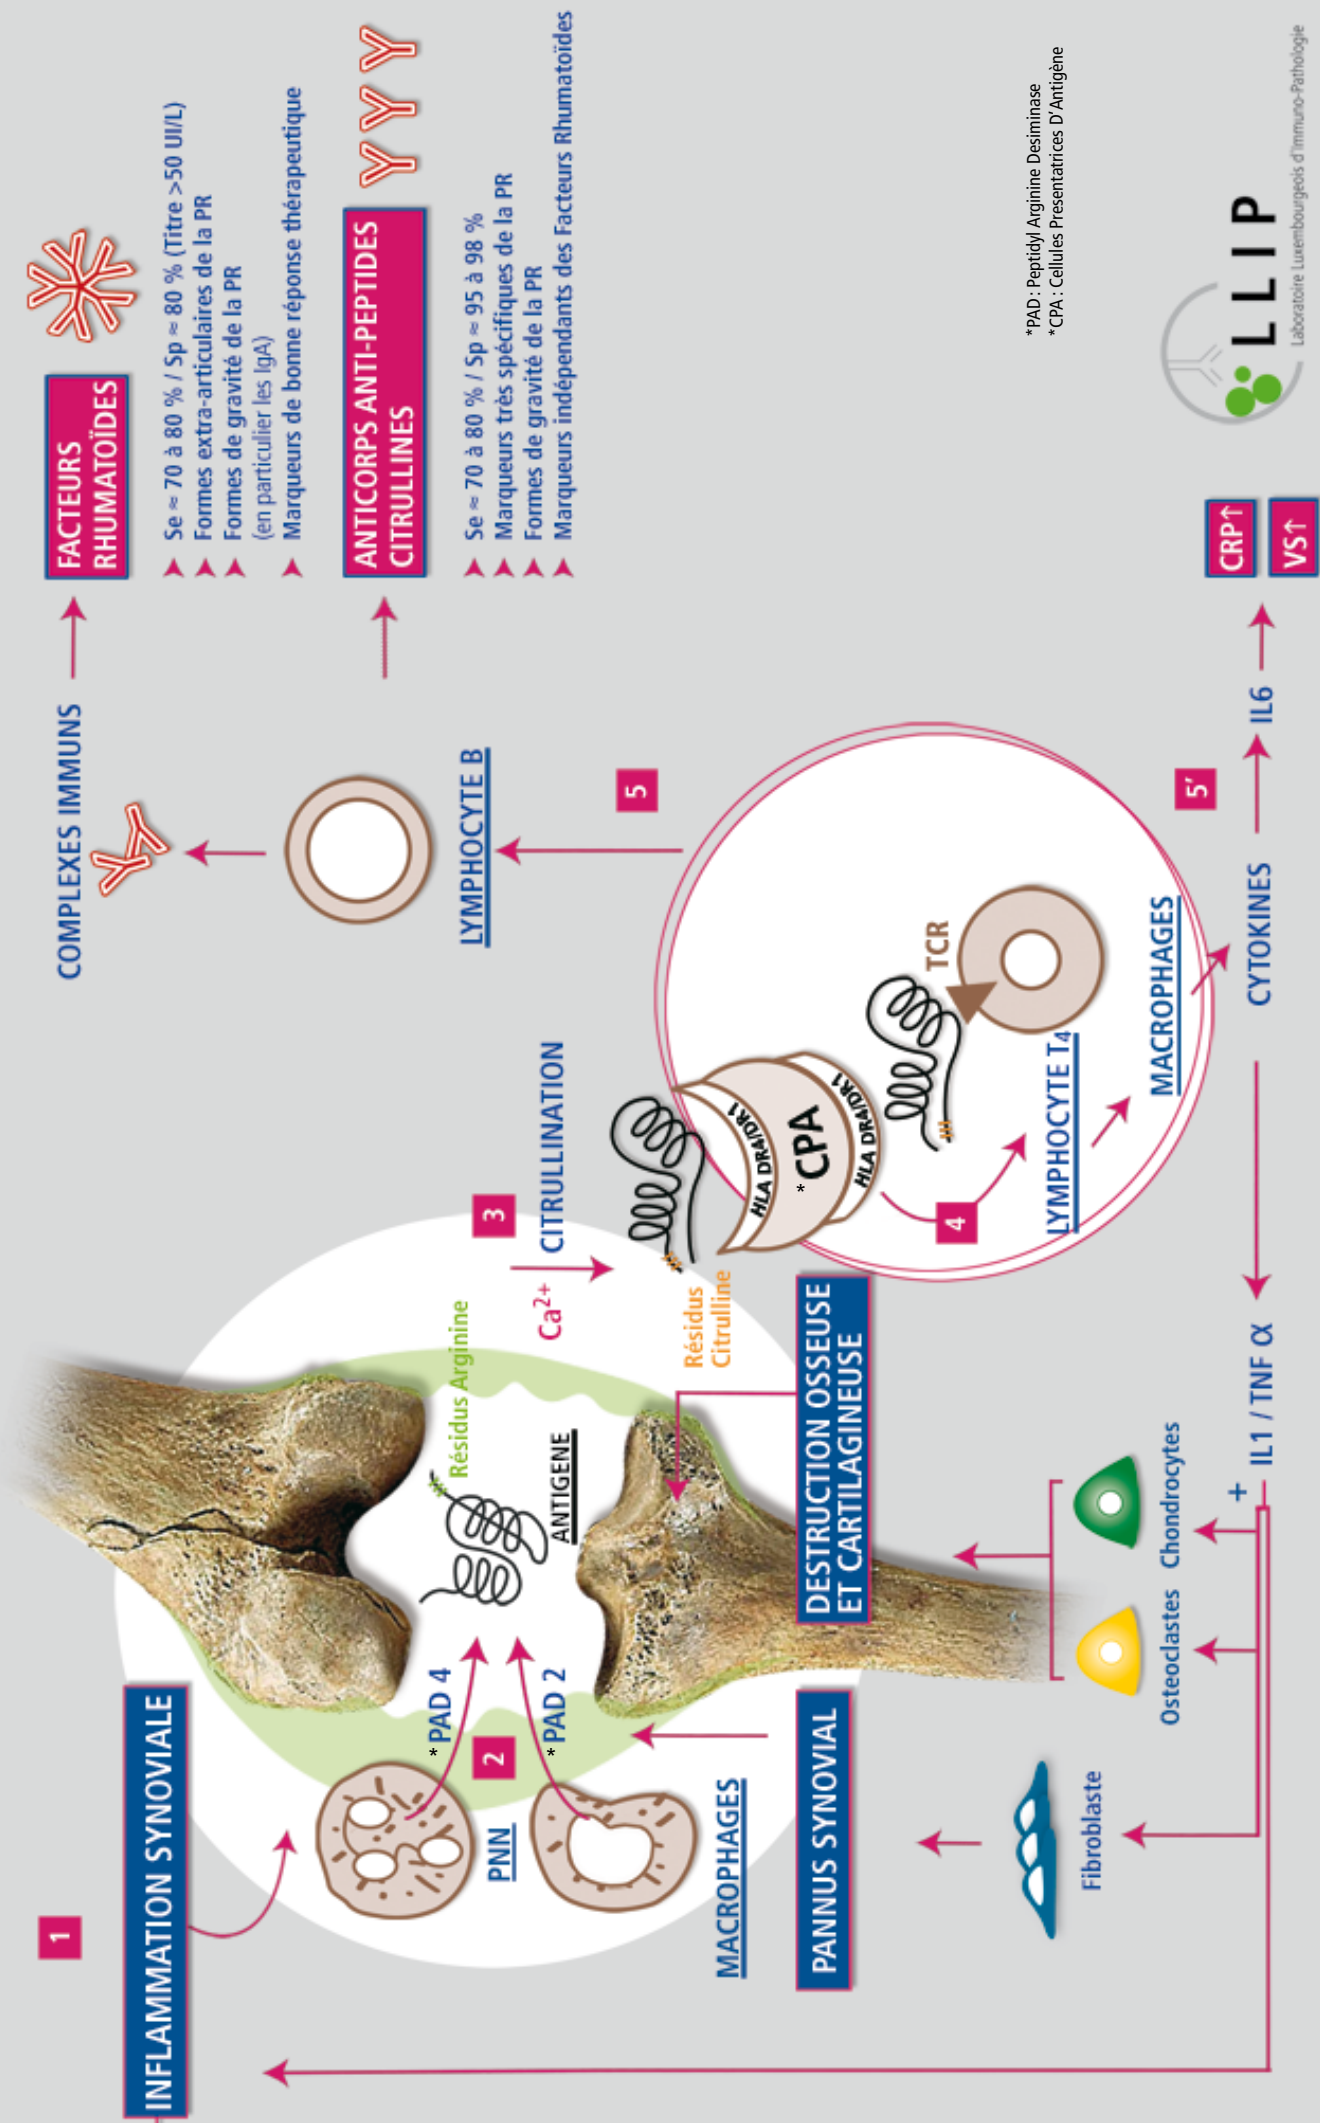 1
INFLAMMATION SYNOVIALE
PNN
2
* PAD 4
* PAD 2
MACROPHAGES
Résidus Arginine
ANTIGENE
3
CITRULLINATION
Ca2+
Résidus
Citrulline
PANNUS SYNOVIAL
DESTRUCTION OSSEUSE
ET CARTILAGINEUSE
Fibroblaste
Osteoclastes
Chondrocytes
+
IL1 / TNF α
HLA DR4/DR1
*CPA
HLA DR4/DR1
4
LYMPHOCYTE T4
TCR
MACROPHAGES
CYTOKINES
5
LYMPHOCYTE B
COMPLEXES IMMUNS
5'
IL6
CRP↑
VS↑
FACTEURS
RHUMATOÏDES
Se ≈ 70 à 80 % / Sp ≈ 80 % (Titre >50 UI/L)
Formes extra-articulaires de la PR
Formes de gravité de la PR
(en particulier les IgA)
Marqueurs de bonne réponse thérapeutique
ANTICORPS ANTI-PEPTIDES
CITRULLINES
Se ≈ 70 à 80 % / Sp ≈ 95 à 98 %
Marqueurs très spécifiques de la PR
Formes de gravité de la PR
Marqueurs indépendants des Facteurs Rhumatoïdes
*PAD : Peptidyl Arginine Desiminase
*CPA : Cellules Presentatrices D'Antigène
LLIP
Laboratoire Luxembourgeois d'Immuno-Pathologie